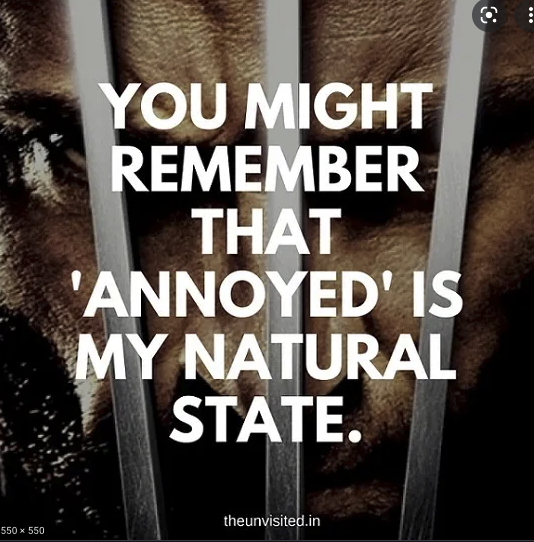 YOU MIGHT
REMEMBER
THAT
'ANNOYED' IS
MY NATURAL
STATE.
theunvisited.in
550 × 550